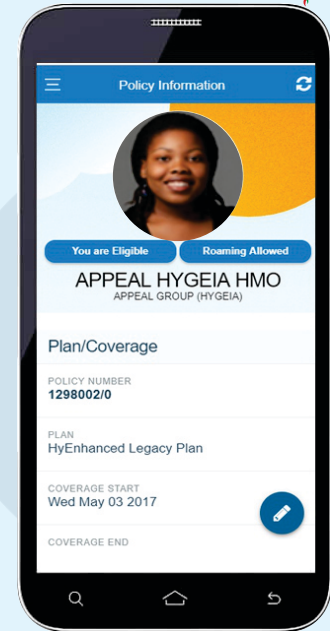 Policy Information
You are Eligible
Roaming Allowed
APPEAL HYGEIA HMO
APPEAL GROUP (HYGEIA)
Plan/Coverage
POLICY NUMBER
1298002/0
PLAN
HyEnhanced Legacy Plan
COVERAGE START
Wed May 03 2017
COVERAGE END